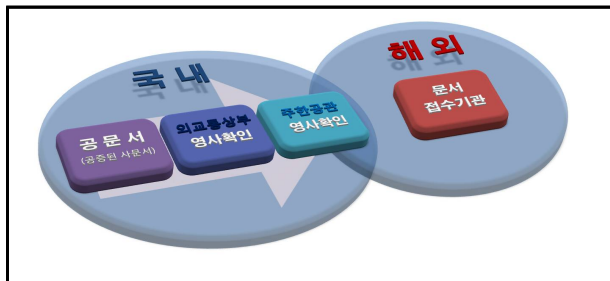 국 내
해 외
공 문 서
(공증된 사문서)
외교통상부
영사확인
주한공관
영사확인
문서
접수기관